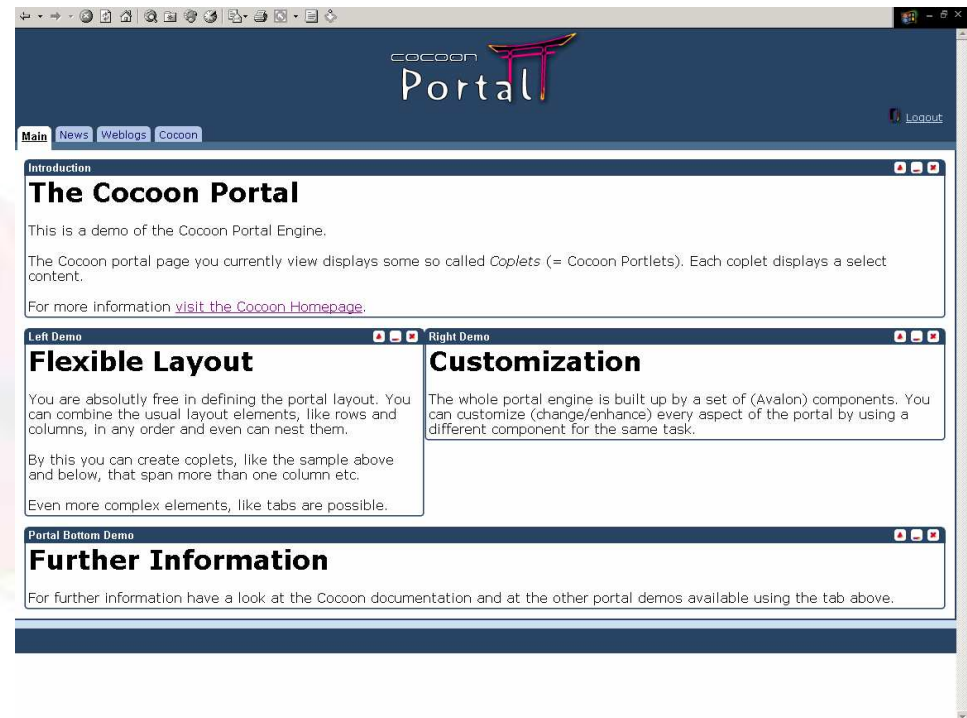 cocoon
Portal
Logout
Main News Weblogs Cocoon
Introduction
The Cocoon Portal
This is a demo of the Cocoon Portal Engine.
The Cocoon portal page you currently view displays some so called Coplets (= Cocoon Portlets). Each coplet displays a select
content.
For more information visit the Cocoon Homepage.
Left Demo
Flexible Layout
You are absolutly free in defining the portal layout. You
can combine the usual layout elements, like rows and
columns, in any order and even can nest them.
By this you can create coplets, like the sample above
and below, that span more than one column etc.
Even more complex elements, like tabs are possible.
Right Demo
Customization
The whole portal engine is built up by a set of (Avalon) components. You
can customize (change/enhance) every aspect of the portal by using a
different component for the same task.
Portal Bottom Demo
Further Information
For further information have a look at the Cocoon documentation and at the other portal demos available using the tab above.